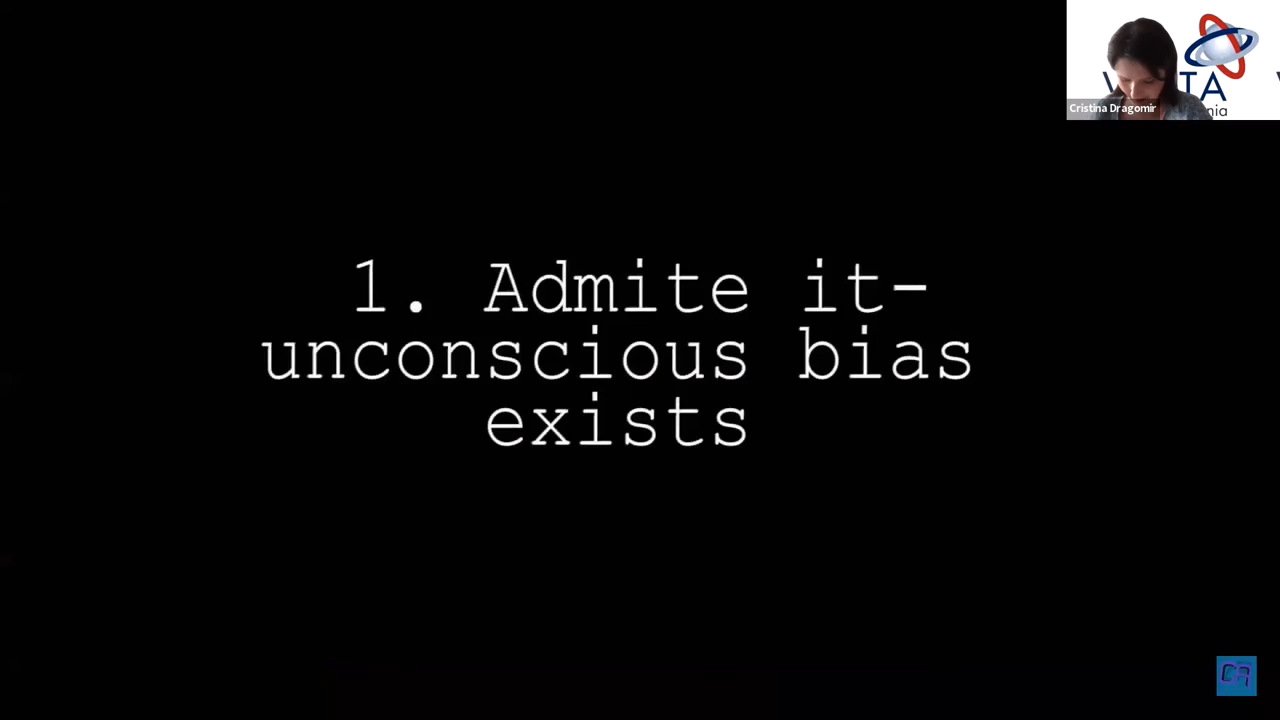 1. Admite it-
unconscious bias
exists
Cristina Dragomir